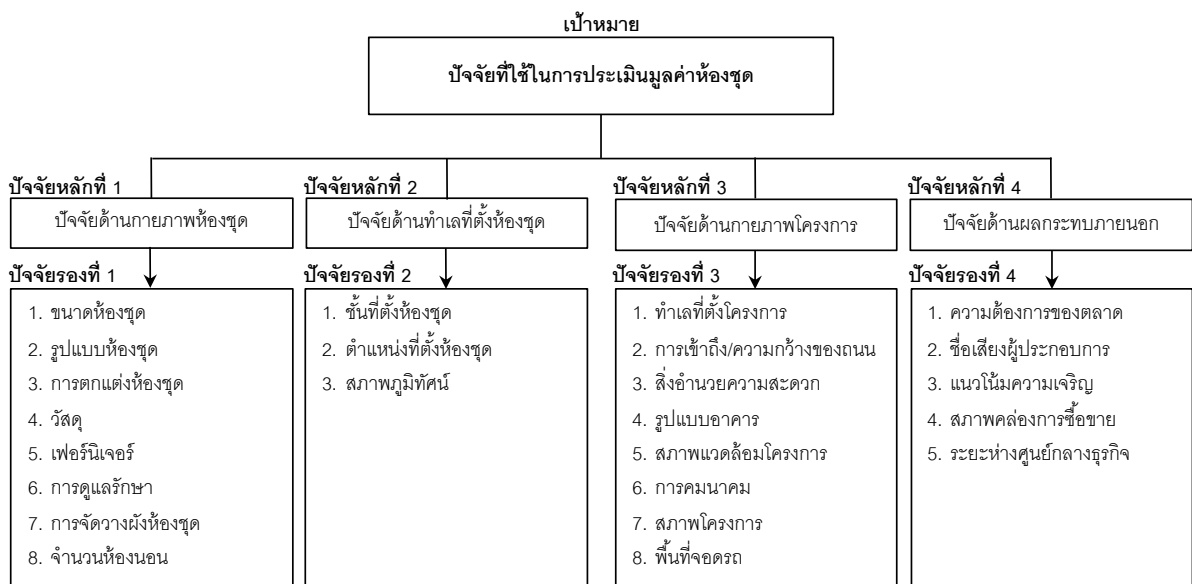 เป้าหมาย
ปัจจัยที่ใช้ในการประเมินมูลค่าห้องชุด
ปัจจัยหลักที่ 1
ปัจจัยด้านกายภาพห้องชุด
ปัจจัยรองที่ 1
1. ขนาดห้องชุด
2. รูปแบบห้องชุด
3. การตกแต่งห้องชุด
4. วัสดุ
5. เฟอร์นิเจอร์
6. การดูแลรักษา
7. การจัดวางผังห้องชุด
8. จำนวนห้องนอน
ปัจจัยหลักที่ 2
ปัจจัยด้านทำเลที่ตั้งห้องชุด
ปัจจัยรองที่ 2
1. ชั้นที่ตั้งห้องชุด
2. ตำแหน่งที่ตั้งห้องชุด
3. สภาพภูมิทัศน์
ปัจจัยหลักที่ 3
ปัจจัยด้านกายภาพโครงการ
ปัจจัยรองที่ 3
1. ทำเลที่ตั้งโครงการ
2. การเข้าถึง/ความกว้างของถนน
3. สิ่งอำนวยความสะดวก
4. รูปแบบอาคาร
5. สภาพแวดล้อมโครงการ
6. การคมนาคม
7. สภาพโครงการ
8. พื้นที่จอดรถ
ปัจจัยหลักที่ 4
ปัจจัยด้านผลกระทบภายนอก
ปัจจัยรองที่ 4
1. ความต้องการของตลาด
2. ชื่อเสียงผู้ประกอบการ
3. แนวโน้มความเจริญ
4. สภาพคล่องการซื้อขาย
5. ระยะห่างศูนย์กลางธุรกิจ